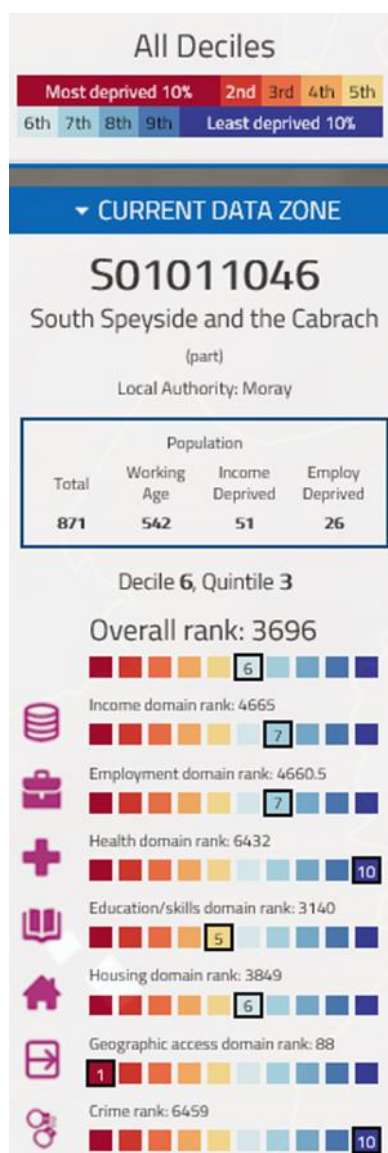 All Deciles
Most deprived 10% 2nd 3rd 4th 5th
6th 7th 8th 9th Least deprived 10%
CURRENT DATA ZONE
S01011046
South Speyside and the Cabrach
(part)
Local Authority: Moray
Population
Total Working Age Income Deprived Employ Deprived
871 542 51 26
Decile 6, Quintile 3
Overall rank: 3696
6
Income domain rank: 4665
7
Employment domain rank: 4660.5
7
Health domain rank: 6432
10
Education/skills domain rank: 3140
5
Housing domain rank: 3849
6
Geographic access domain rank: 88
1
Crime rank: 6459
10